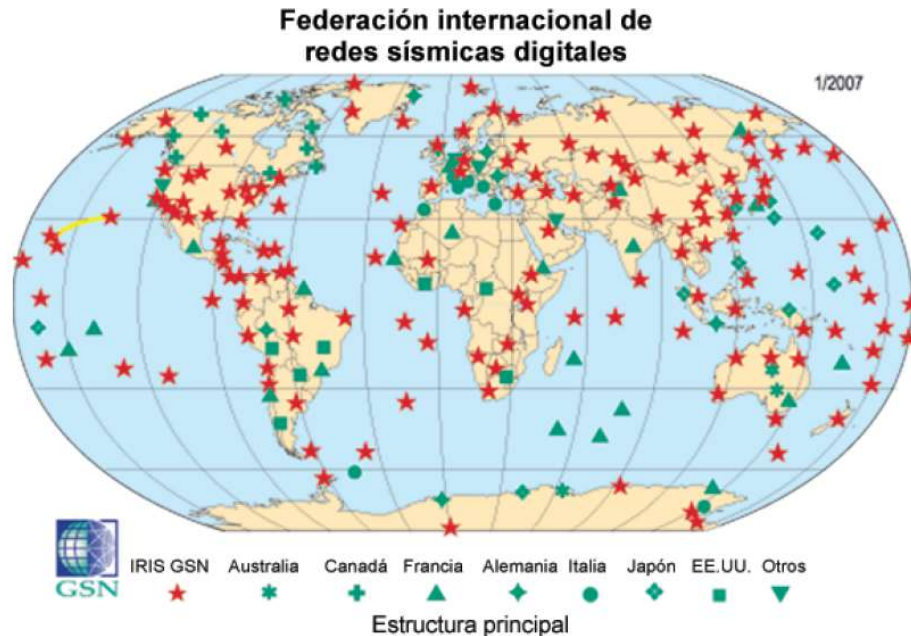 Federación internacional de
redes sísmicas digitales
1/2007
GSN
IRIS GSN Australia Canadá Francia Alemania Italia Japón EE.UU. Otros
Estructura principal